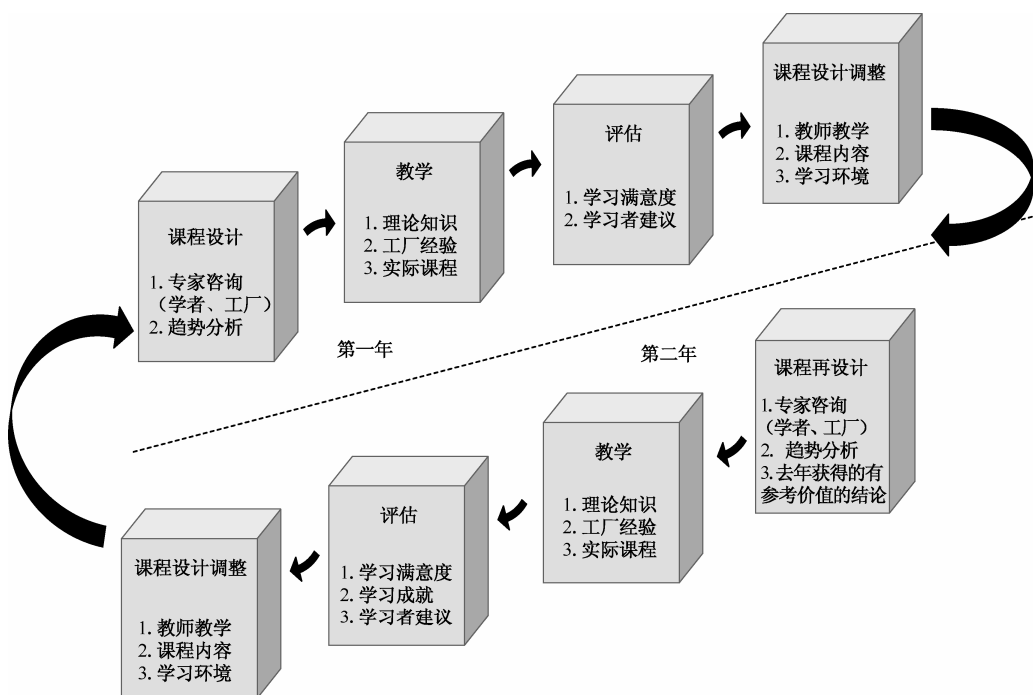 课程设计
1. 专家咨询
（学者、工厂）
2. 趋势分析
教学
1. 理论知识
2. 工厂经验
3. 实际课程
评估
1. 学习满意度
2. 学习者建议
课程设计调整
1. 教师教学
2. 课程内容
3. 学习环境
第一年
第二年
课程再设计
1. 专家咨询
（学者、工厂）
2. 趋势分析
3. 去年获得的有
参考价值的结论
教学
1. 理论知识
2. 工厂经验
3. 实际课程
评估
1. 学习满意度
2. 学习成就
3. 学习者建议
课程设计调整
1. 教师教学
2. 课程内容
3. 学习环境